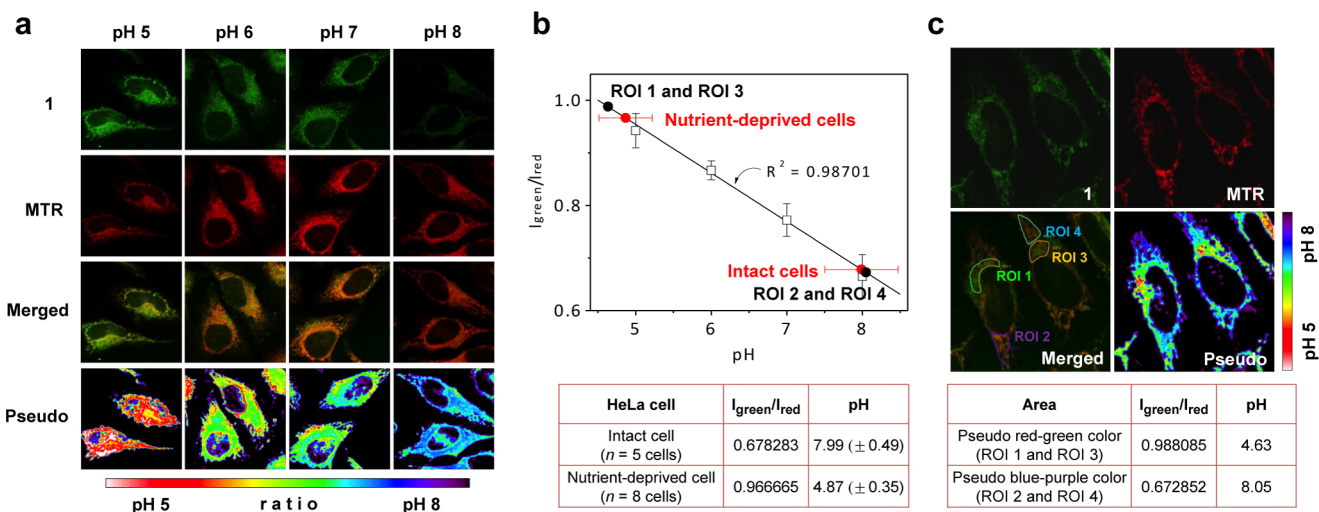 a
pH 5 pH 6 pH 7 pH 8
1
MTR
Merged
Pseudo
pH 5 ratio pH 8
b
Igreen/Ired
1.0
0.8
0.6
ROI 1 and ROI 3
Nutrient-deprived cells
R² = 0.98701
Intact cells
ROI 2 and ROI 4
5 6 7 8
pH
HeLa cell Igreen/Ired pH
Intact cell
(n = 5 cells)
0.678283 7.99 (± 0.49)
Nutrient-deprived cell
(n = 8 cells)
0.966665 4.87 (± 0.35)
c
1
MTR
ROI 4
ROI 3
ROI 1
ROI 2
Merged
Pseudo
pH 8
pH 5
Area Igreen/Ired pH
Pseudo red-green color
(ROI 1 and ROI 3)
0.988085 4.63
Pseudo blue-purple color
(ROI 2 and ROI 4)
0.672852 8.05